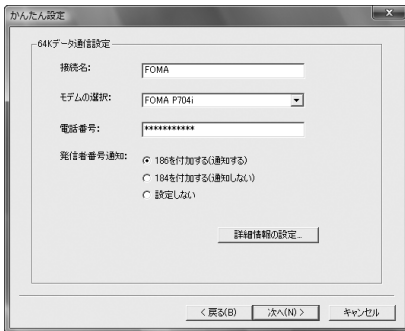 かんたん設定
64Kデータ通信設定
接続名: FOMA
モデムの選択: FOMA P704i
電話番号: ***********
発信者番号通知: 186を付加する(通知する)
184を付加する(通知しない)
設定しない
詳細情報の設定...
< 戻る(B) 次へ(N) > キャンセル